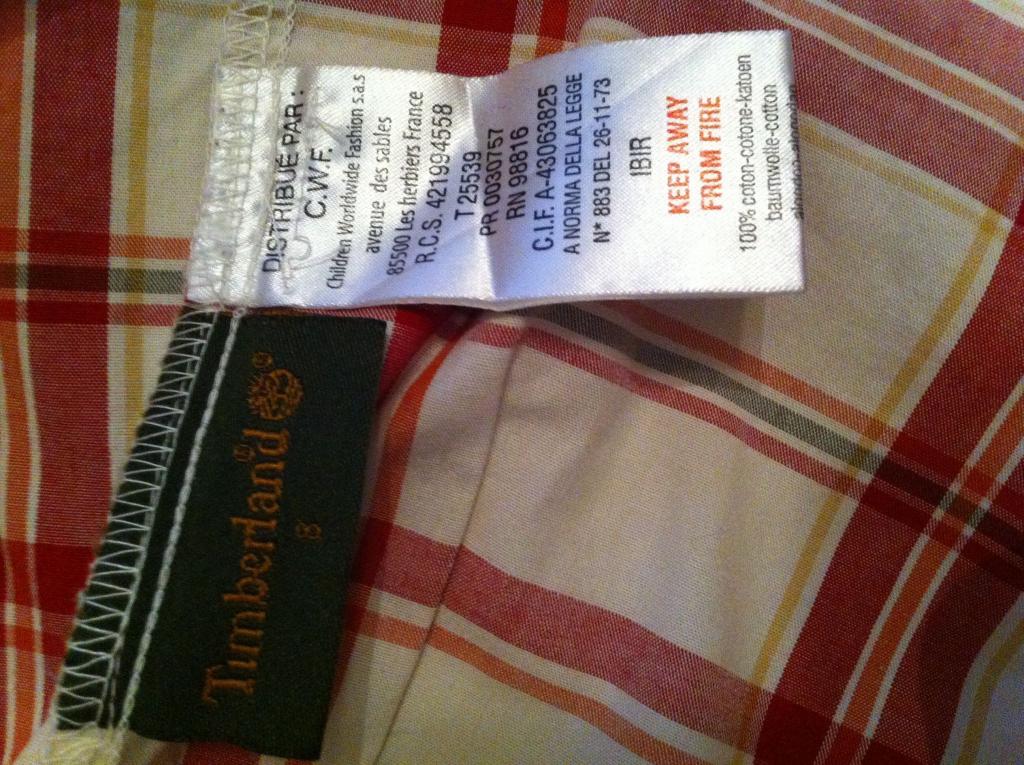 DISTRIBUÉ PAR :
C.W.F.
Children Worldwide Fashion s.a.s
avenue des sables
85500 Les herbiers France
R.C.S. 4219945558
T 25539
PR 0030757
RN 98816
C.I.F. A-43063825
A NORMA DELLA LEGGE
N* 883 DEL 26-11-73
IBIR
KEEP AWAY
FROM FIRE
100% coton-cotone-katoen
baumwolle-cotton
Timberland®